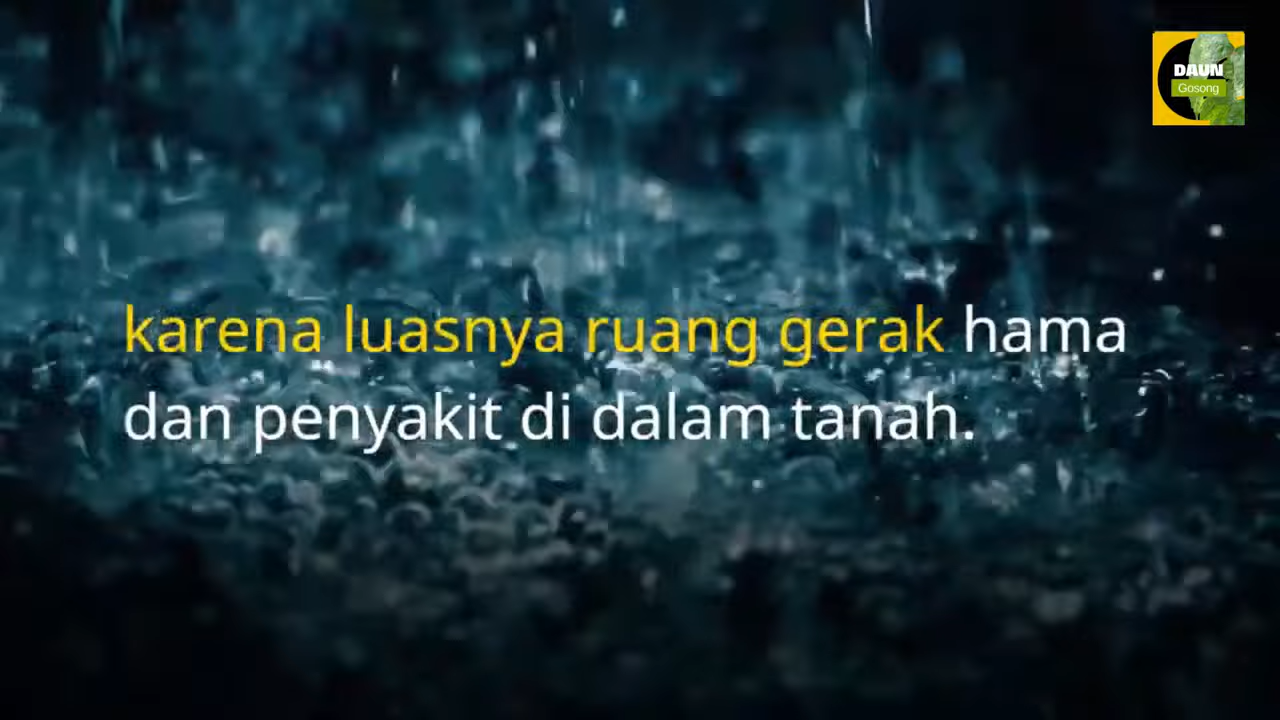 DAUN
Gosong
karena luasnya ruang gerak hama
dan penyakit di dalam tanah.